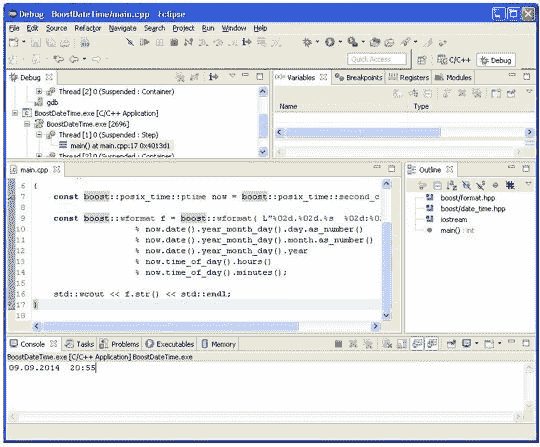 Debug - BoostDateTime/main.cpp - Eclipse
File Edit Source Refactor Navigate Search Project Run Window Help
Quick Access
C/C++
Debug
Debug
Thread [2] 0 (Suspended : Container)
gdb
BoostDateTime.exe [C/C++ Application]
BoostDateTime.exe [2696]
Thread [1] 0 (Suspended : Step)
main() at main.cpp:17 0x4013d1
Thread [2] 0 (Suspended : Container)
Variables Breakpoints Registers Modules
Name Type
main.cpp
6 {
7 const boost::posix_time::ptime now = boost::posix_time::second_c
8
9 const boost::wformat f = boost::wformat( L"%02d.%02d.%s %02d:%0
10 % now.date().year_month_day().day.as_number()
11 % now.date().year_month_day().month.as_number()
12 % now.date().year_month_day().year
13 % now.time_of_day().hours()
14 % now.time_of_day().minutes();
15
16 std::wcout << f.str() << std::endl;
17 }
18
Outline
boost/format.hpp
boost/date_time.hpp
iostream
main() : int
Console Tasks Problems Executables Memory
BoostDateTime.exe [C/C++ Application] BoostDateTime.exe
09.09.2014 20:55